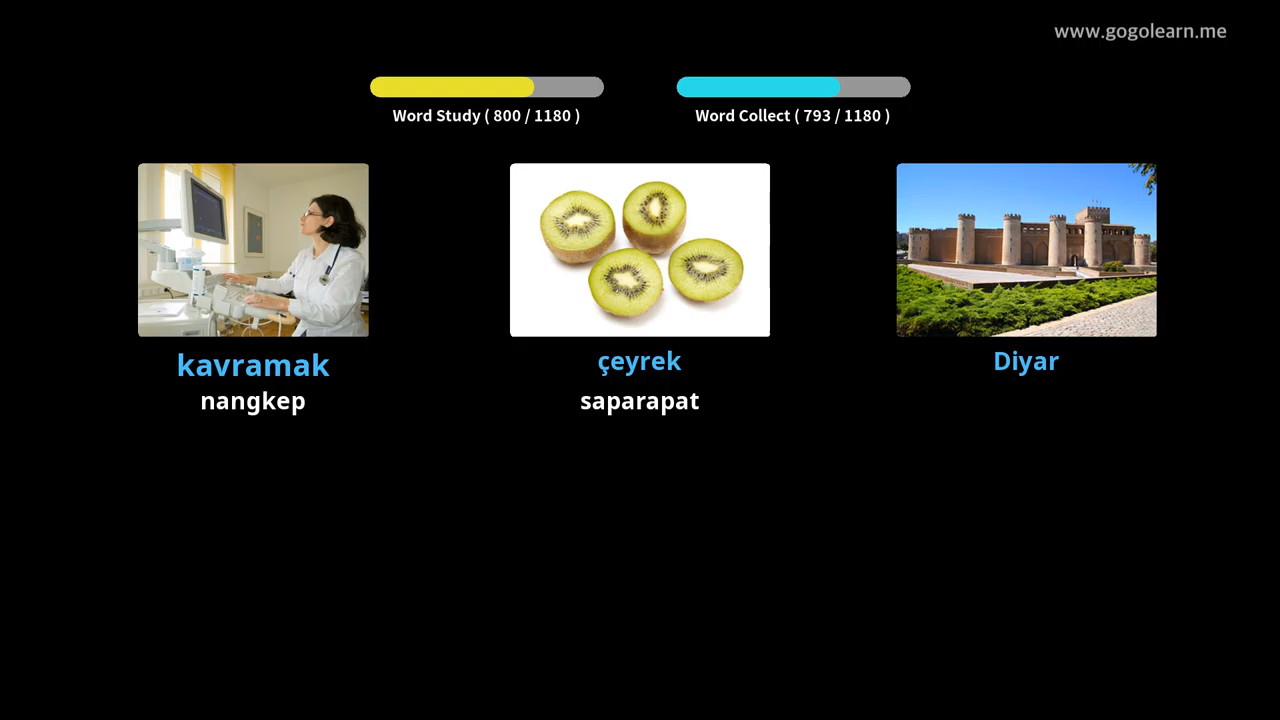 www.gogolearn.me
Word Study ( 800 / 1180 )
Word Collect ( 793 / 1180 )
kavramak
nangkep
çeyrek
saparapat
Diyar